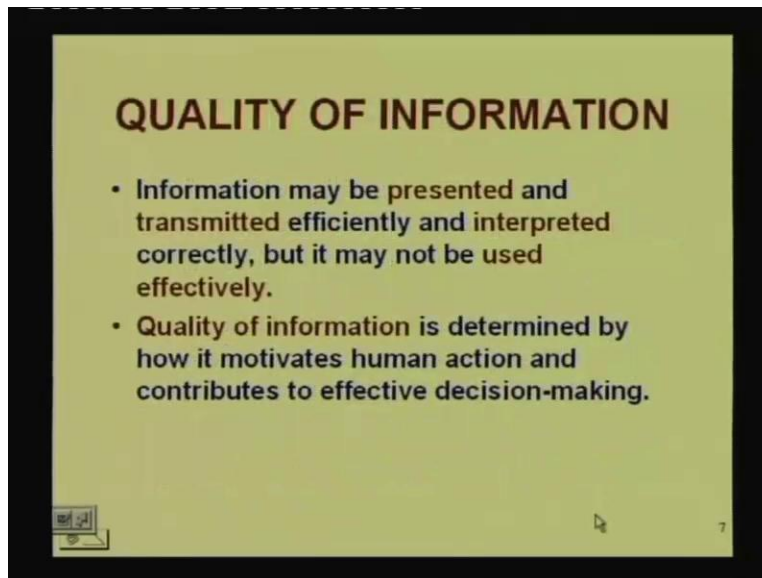 QUALITY OF INFORMATION
• Information may be presented and
transmitted efficiently and interpreted
correctly, but it may not be used
effectively.
• Quality of information is determined by
how it motivates human action and
contributes to effective decision-making.
7